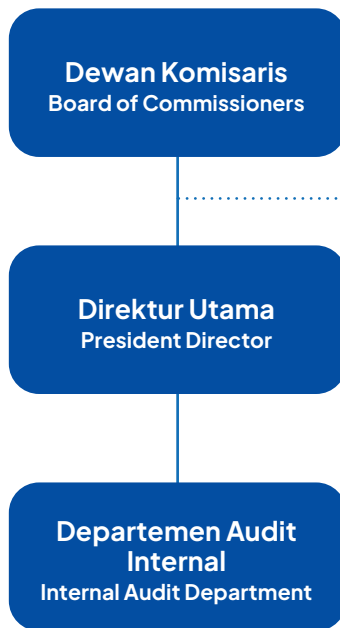 Dewan Komisaris
Board of Commissioners
Direktur Utama
President Director
Departemen Audit
Internal
Internal Audit Department